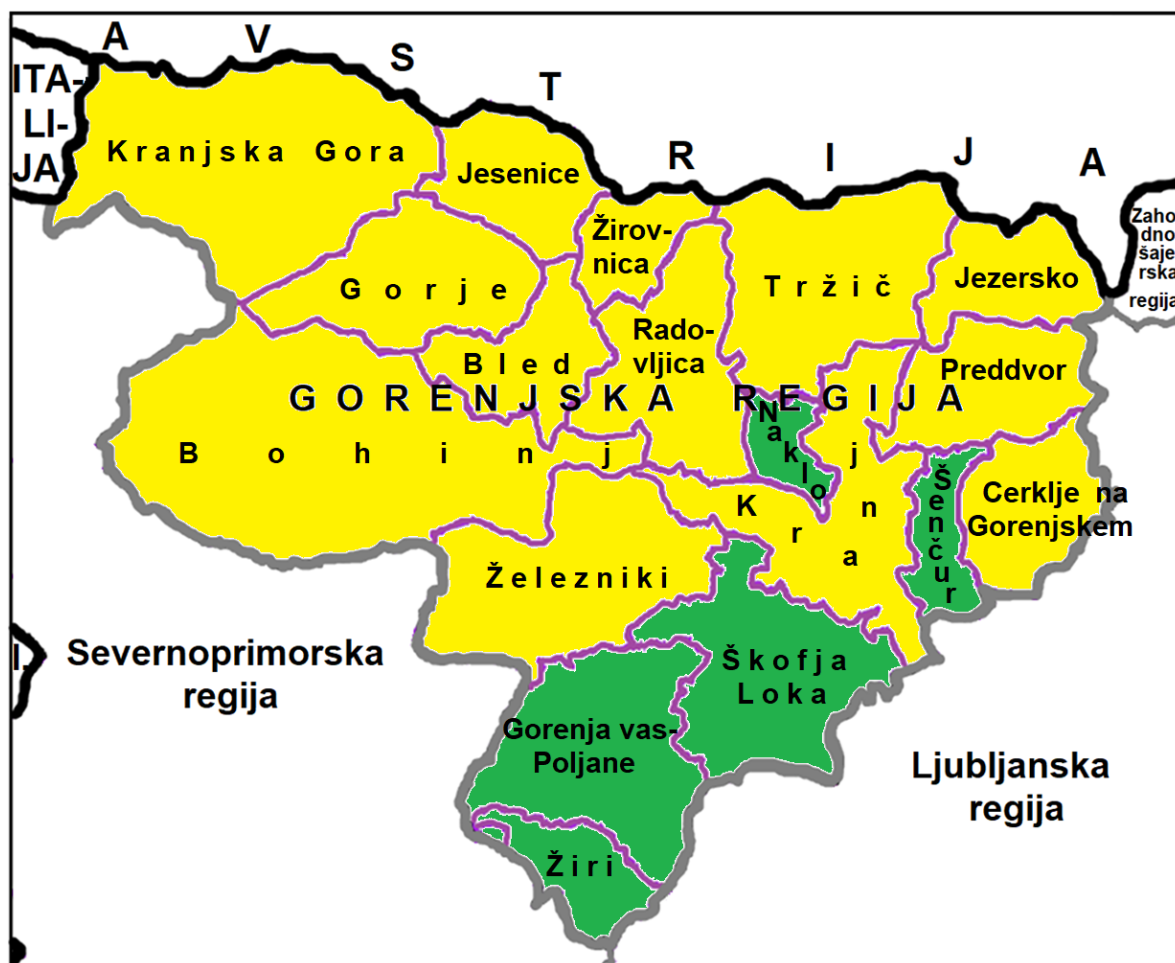 A V S T R I J A
ITA-
LI-
JA
Kranjska Gora
Jesenice
Žirov-
nica
Tržič
Jezersko
Zaho
dno
šaje
rska
regija
Gorje
Bled
Rado-
vljica
Preddvor
GORENJSKA REGIJA
Bohinj
Naklo
Kranj
Šenčur
Cerklje na
Gorenjskem
Železniki
I.
Severnoprimorska
regija
Škofja
Loka
Gorenja vas-
Poljane
Ljubljanska
regija
Žiri